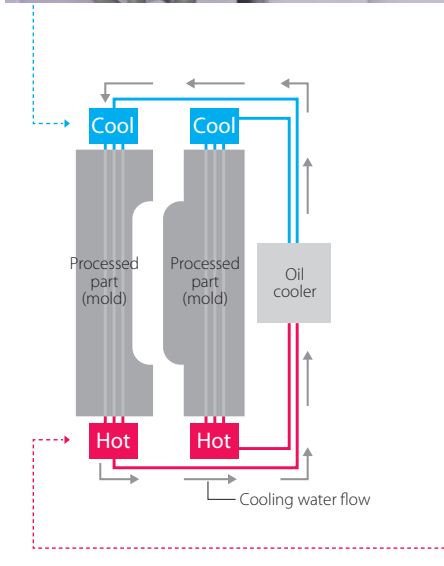 Cool
Cool
Processed
part
(mold)
Processed
part
(mold)
Oil
cooler
Hot
Hot
Cooling water flow